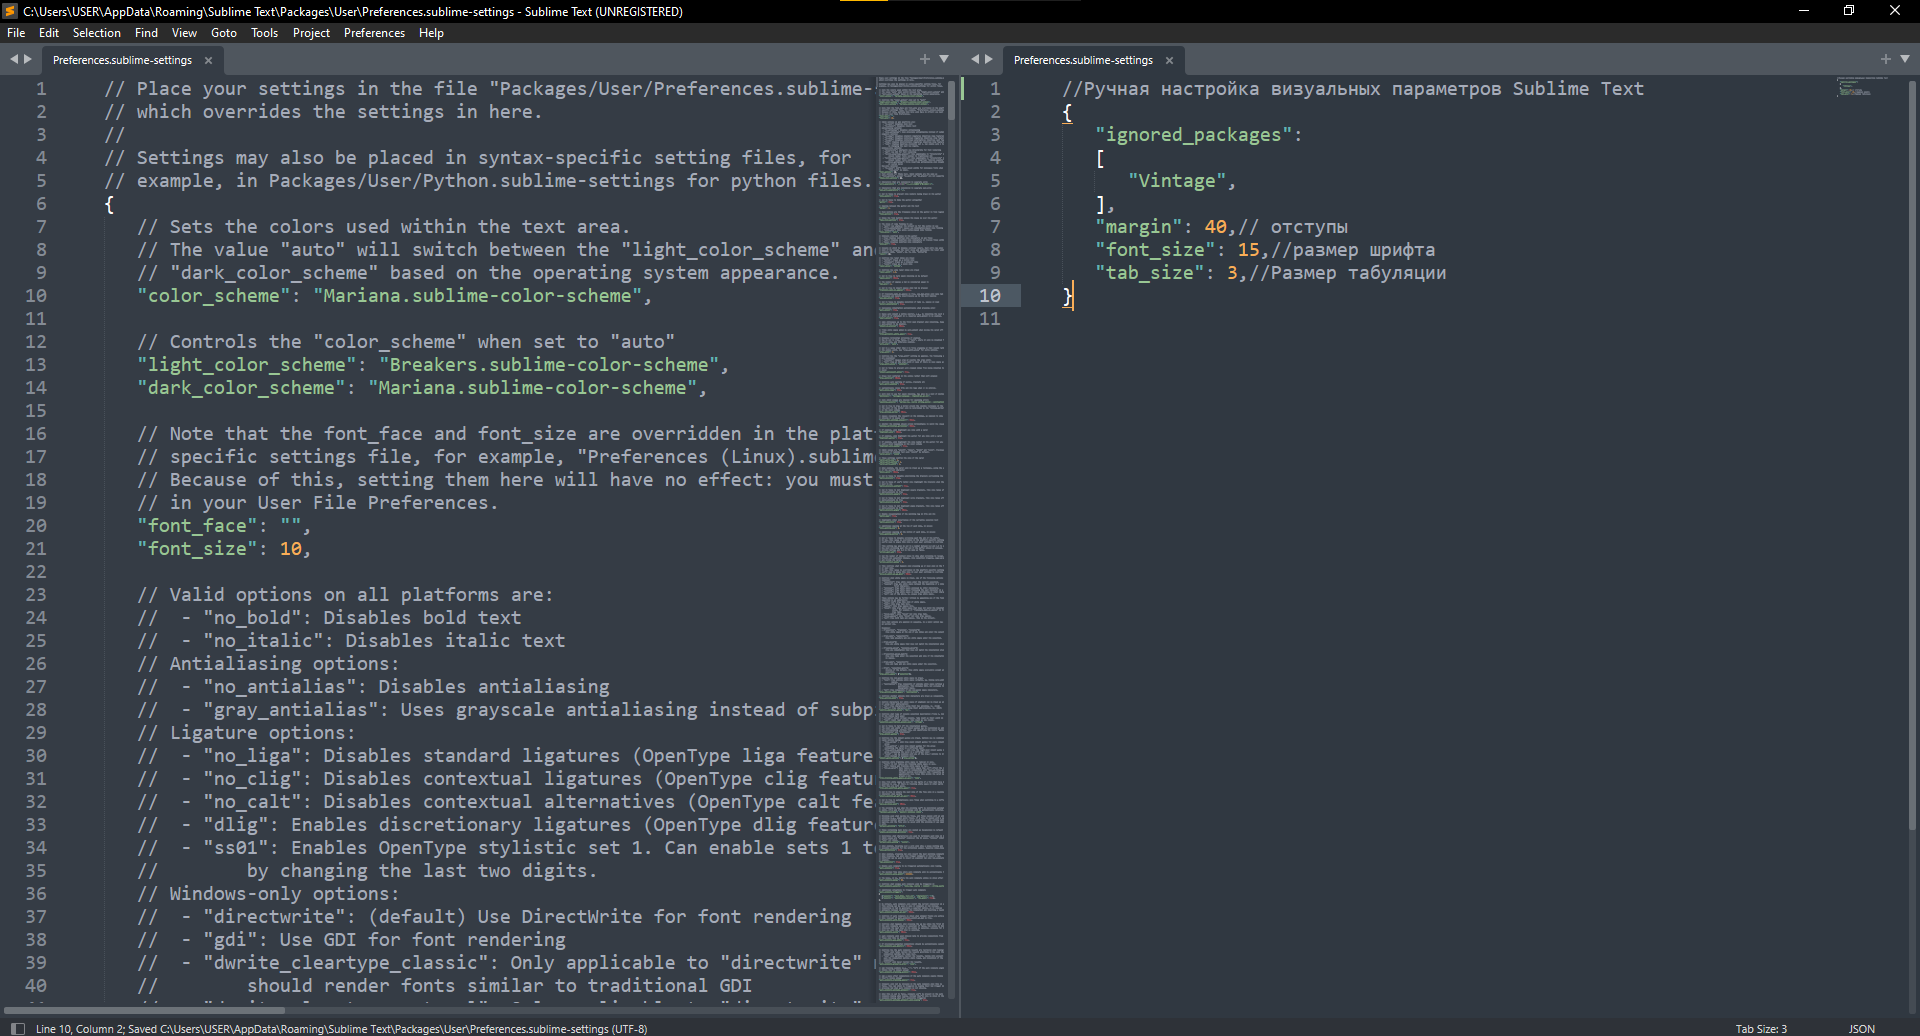 C:\Users\USER\AppData\Roaming\Sublime Text\Packages\User\Preferences.sublime-settings - Sublime Text (UNREGISTERED)
File Edit Selection Find View Goto Tools Project Preferences Help
Preferences.sublime-settings
1 // Place your settings in the file "Packages/User/Preferences.sublime-
2 // which overrides the settings in here.
3 //
4 // Settings may also be placed in syntax-specific setting files, for
5 // example, in Packages/User/Python.sublime-settings for python files.
6 {
7 // Sets the colors used within the text area.
8 // The value "auto" will switch between the "light_color_scheme" an
9 // "dark_color_scheme" based on the operating system appearance.
10 "color_scheme": "Mariana.sublime-color-scheme",
11
12 // Controls the "color_scheme" when set to "auto"
13 "light_color_scheme": "Breakers.sublime-color-scheme",
14 "dark_color_scheme": "Mariana.sublime-color-scheme",
15
16 // Note that the font_face and font_size are overridden in the plat
17 // specific settings file, for example, "Preferences (Linux).sublim
18 // Because of this, setting them here will have no effect: you must
19 // in your User File Preferences.
20 "font_face": "",
21 "font_size": 10,
22
23 // Valid options on all platforms are:
24 // - "no_bold": Disables bold text
25 // - "no_italic": Disables italic text
26 // Antialiasing options:
27 // - "no_antialias": Disables antialiasing
28 // - "gray_antialias": Uses grayscale antialiasing instead of subp
29 // Ligature options:
30 // - "no_liga": Disables standard ligatures (OpenType liga feature
31 // - "no_clig": Disables contextual ligatures (OpenType clig featu
32 // - "no_calt": Disables contextual alternatives (OpenType calt fe
33 // - "dlig": Enables discretionary ligatures (OpenType dlig featur
34 // - "ss01": Enables OpenType stylistic set 1. Can enable sets 1 t
35 // by changing the last two digits.
36 // Windows-only options:
37 // - "directwrite": (default) Use DirectWrite for font rendering
38 // - "gdi": Use GDI for font rendering
39 // - "dwrite_cleartype_classic": Only applicable to "directwrite"
40 // should render fonts similar to traditional GDI
Preferences.sublime-settings
1 //Ручная настройка визуальных параметров Sublime Text
2 {
3 "ignored_packages":
4 [
5 "Vintage",
6 ],
7 "margin": 40,// отступы
8 "font_size": 15,//размер шрифта
9 "tab_size": 3,//Размер табуляции
10 }
11
Line 10, Column 2; Saved C:\Users\USER\AppData\Roaming\Sublime Text\Packages\User\Preferences.sublime-settings (UTF-8)
Tab Size: 3
JSON